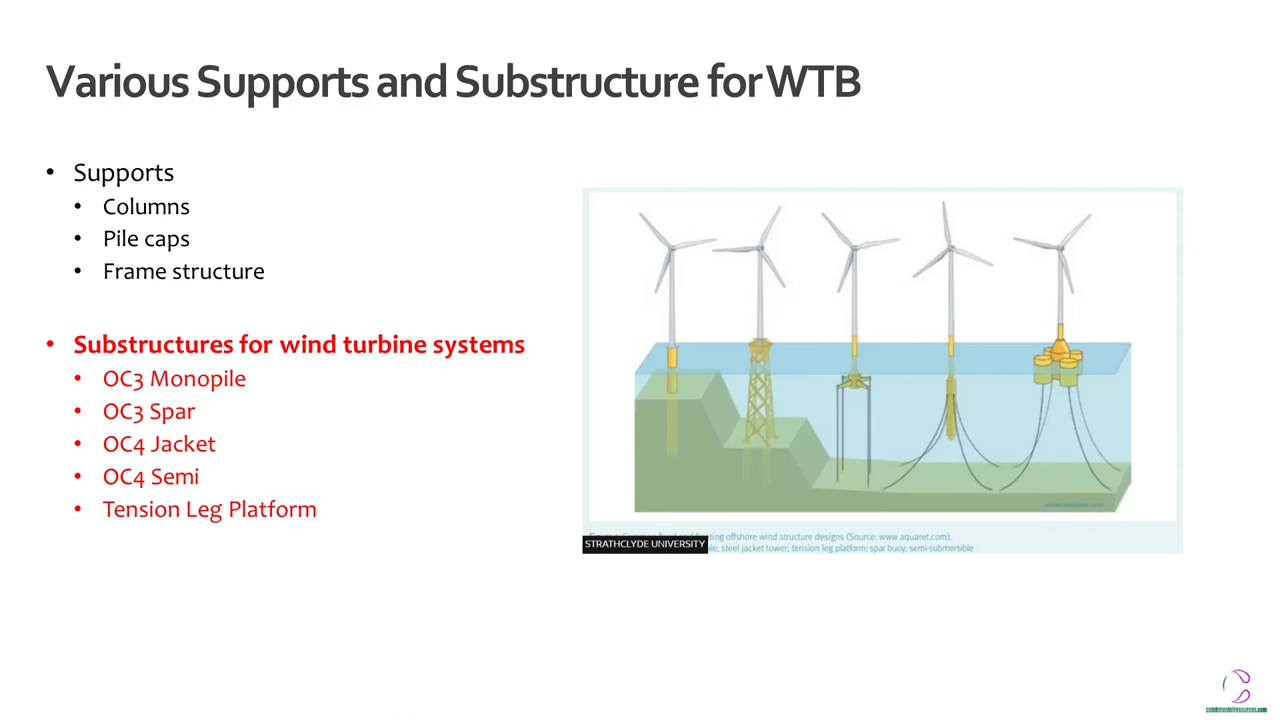 Various Supports and Substructure for WTB
• Supports
• Columns
• Pile caps
• Frame structure
• Substructures for wind turbine systems
• OC3 Monopile
• OC3 Spar
• OC4 Jacket
• OC4 Semi
• Tension Leg Platform
offshore wind structure designs (Source: www.aquaret.com).
STRATHCLYDE UNIVERSITY
steel jacket tower; tension leg platform; spar buoy; semi-submersible